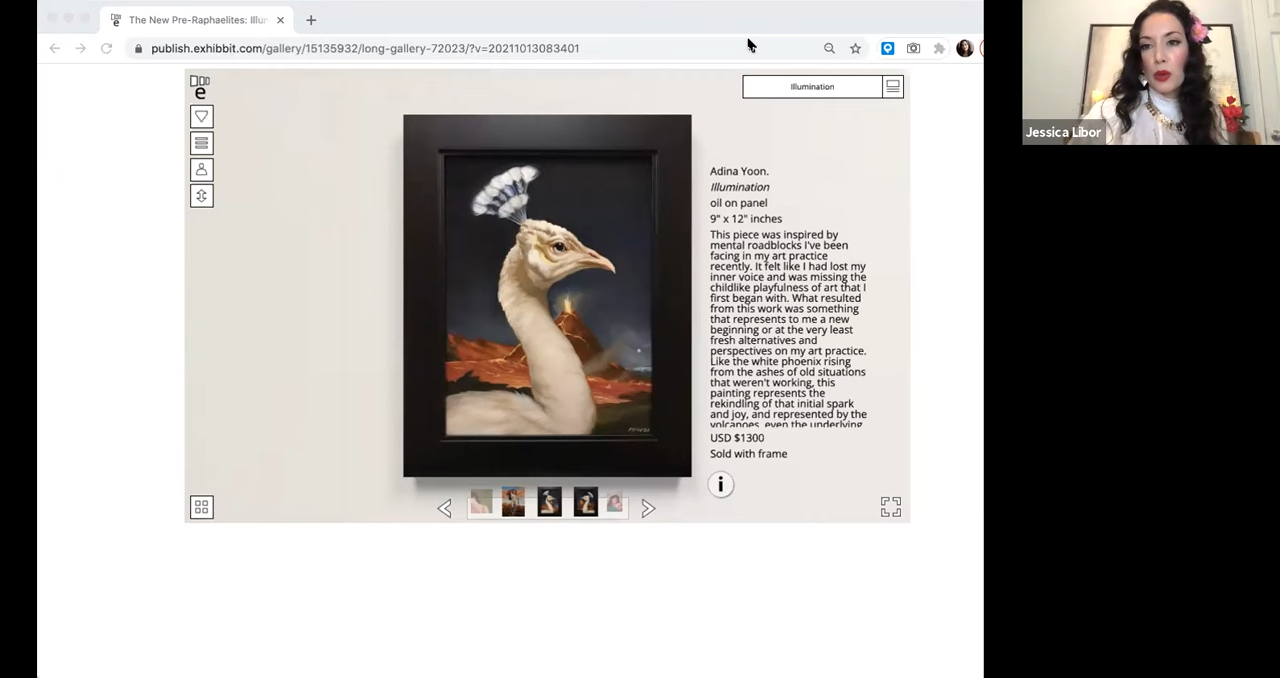 The New Pre-Raphaelites: Illun
publish.exhibbit.com/gallery/15135932/long-gallery-72023/?v=20211013083401
e
Illumination
Adina Yoon.
Illumination
oil on panel
9" x 12" inches
This piece was inspired by
mental roadblocks I've been
facing in my art practice
recently. It felt like I had lost my
inner voice and was missing the
childlike playfulness of art that I
first began with. What resulted
from this work was something
that represents to me a new
beginning or at the very least
fresh alternatives and
perspectives on my art practice.
Like the white phoenix rising
from the ashes of old situations
that weren't working, this
painting represents the
rekindling of that initial spark
and joy, and represented by the
volcanoes, even the underlying
USD $1300
Sold with frame
i
Jessica Libor